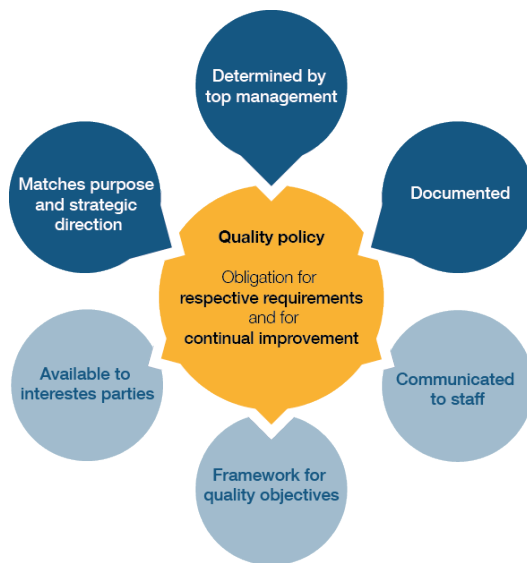 Determined by
top management
Matches purpose
and strategic
direction
Documented
Quality policy
Obligation for
respective requirements
and for
continual improvement
Available to
interestes parties
Communicated
to staff
Framework for
quality objectives